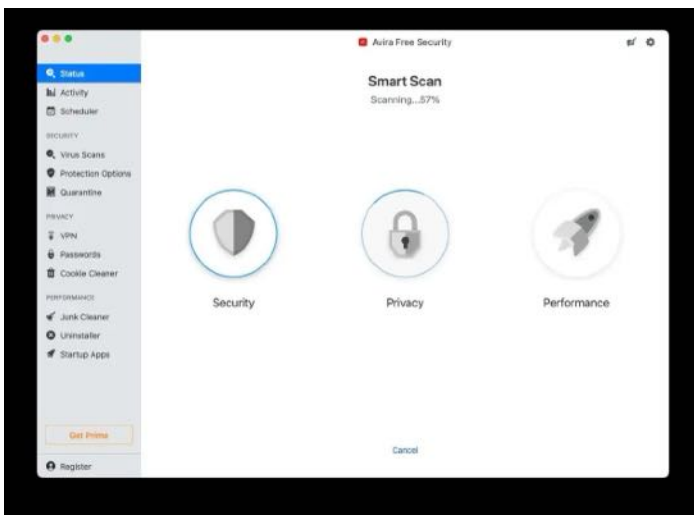 Avira Free Security
Status
Activity
Scheduler
SECURITY
Virus Scans
Protection Options
Quarantine
PRIVACY
VPN
Passwords
Cookie Cleaner
PERFORMANCE
Junk Cleaner
Uninstaller
Startup Apps
Get Prime
Register
Smart Scan
Scanning...57%
Security
Privacy
Performance
Cancel